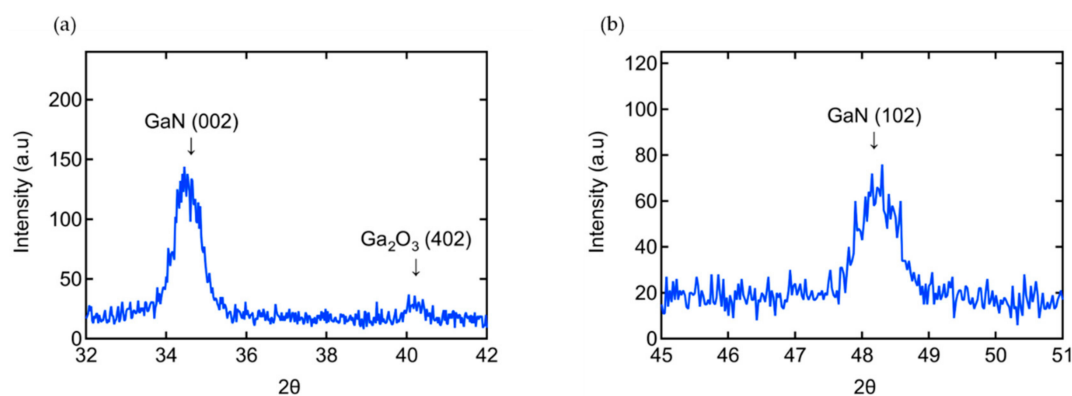 (a)
(b)
200
150
100
50
0
32
34
36
38
40
42
Intensity (a.u)
2θ
GaN (002)
Ga₂O₃ (402)
120
100
80
60
40
20
0
45
46
47
48
49
50
51
Intensity (a.u)
2θ
GaN (102)